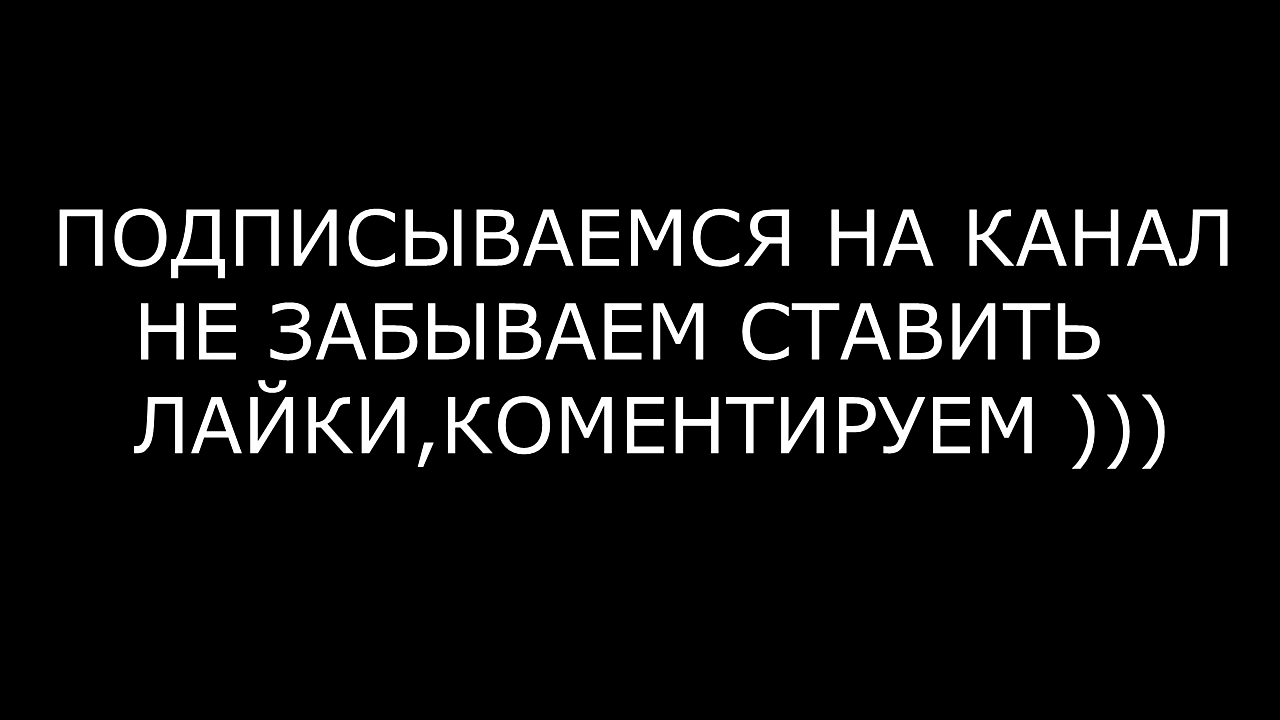 ПОДПИСЫВАЕМСЯ НА КАНАЛ
НЕ ЗАБЫВАЕМ СТАВИТЬ
ЛАЙКИ,КОМЕНТИРУЕМ )))